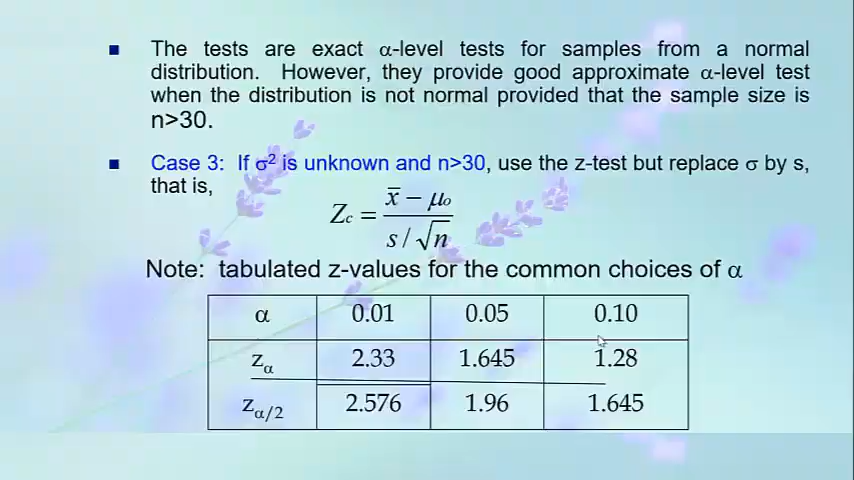 ▪ The tests are exact α-level tests for samples from a normal
distribution. However, they provide good approximate α-level test
when the distribution is not normal provided that the sample size is
n>30.
▪ Case 3: If σ² is unknown and n>30, use the z-test but replace σ by s,
that is,
Zc = (x̄ − μo) / (s / √n)
Note: tabulated z-values for the common choices of α
α 0.01 0.05 0.10
zα 2.33 1.645 1.28
zα/2 2.576 1.96 1.645